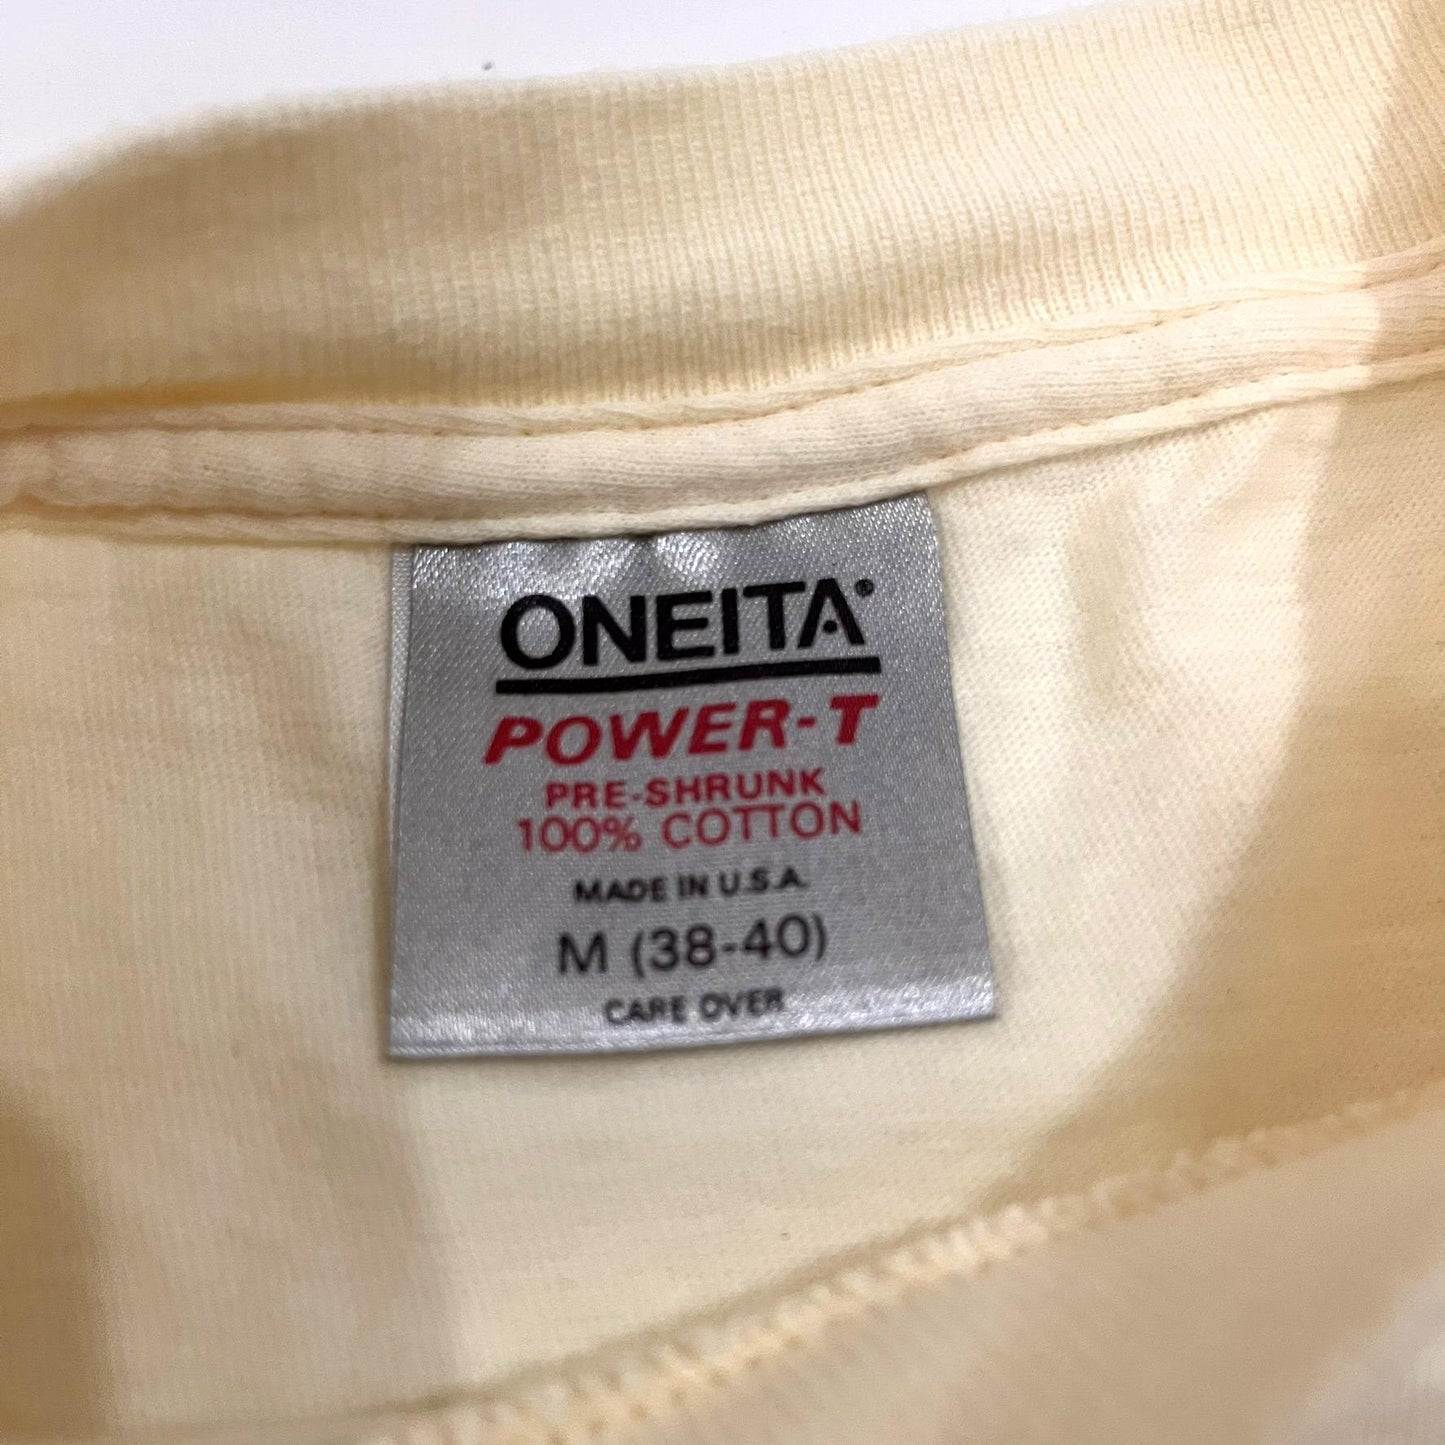 ONEITA®
POWER-T
PRE-SHRUNK
100% COTTON
MADE IN U.S.A.
M (38-40)
CARE OVER